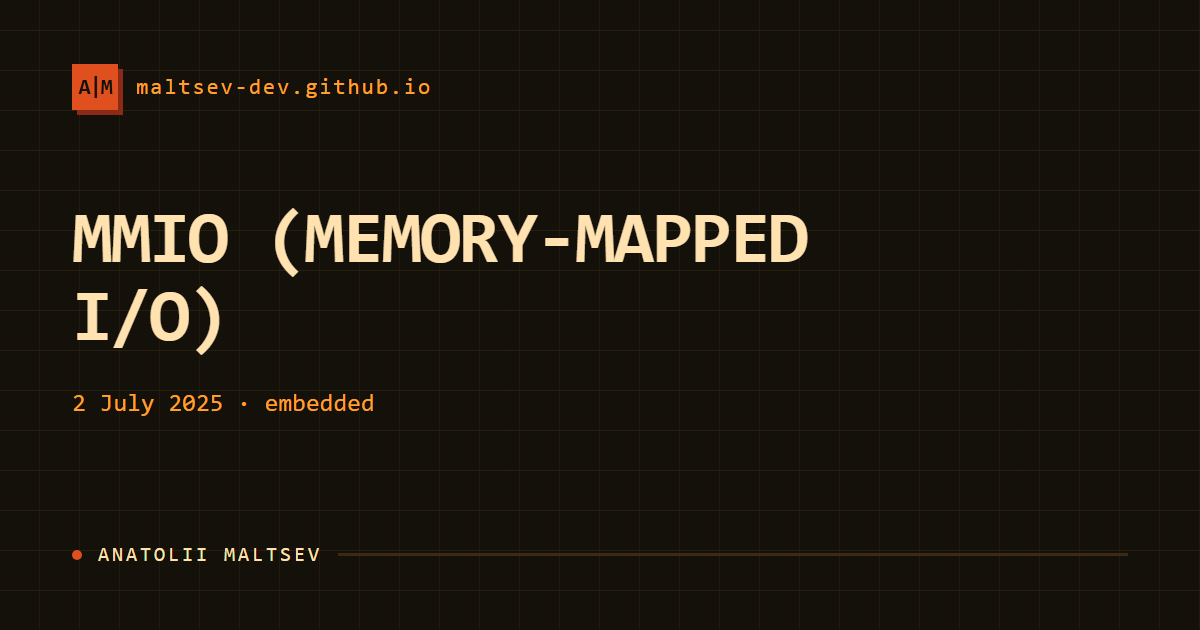 A|M maltsev-dev.github.io
MMIO (MEMORY-MAPPED
I/O)
2 July 2025 · embedded
ANATOLII MALTSEV